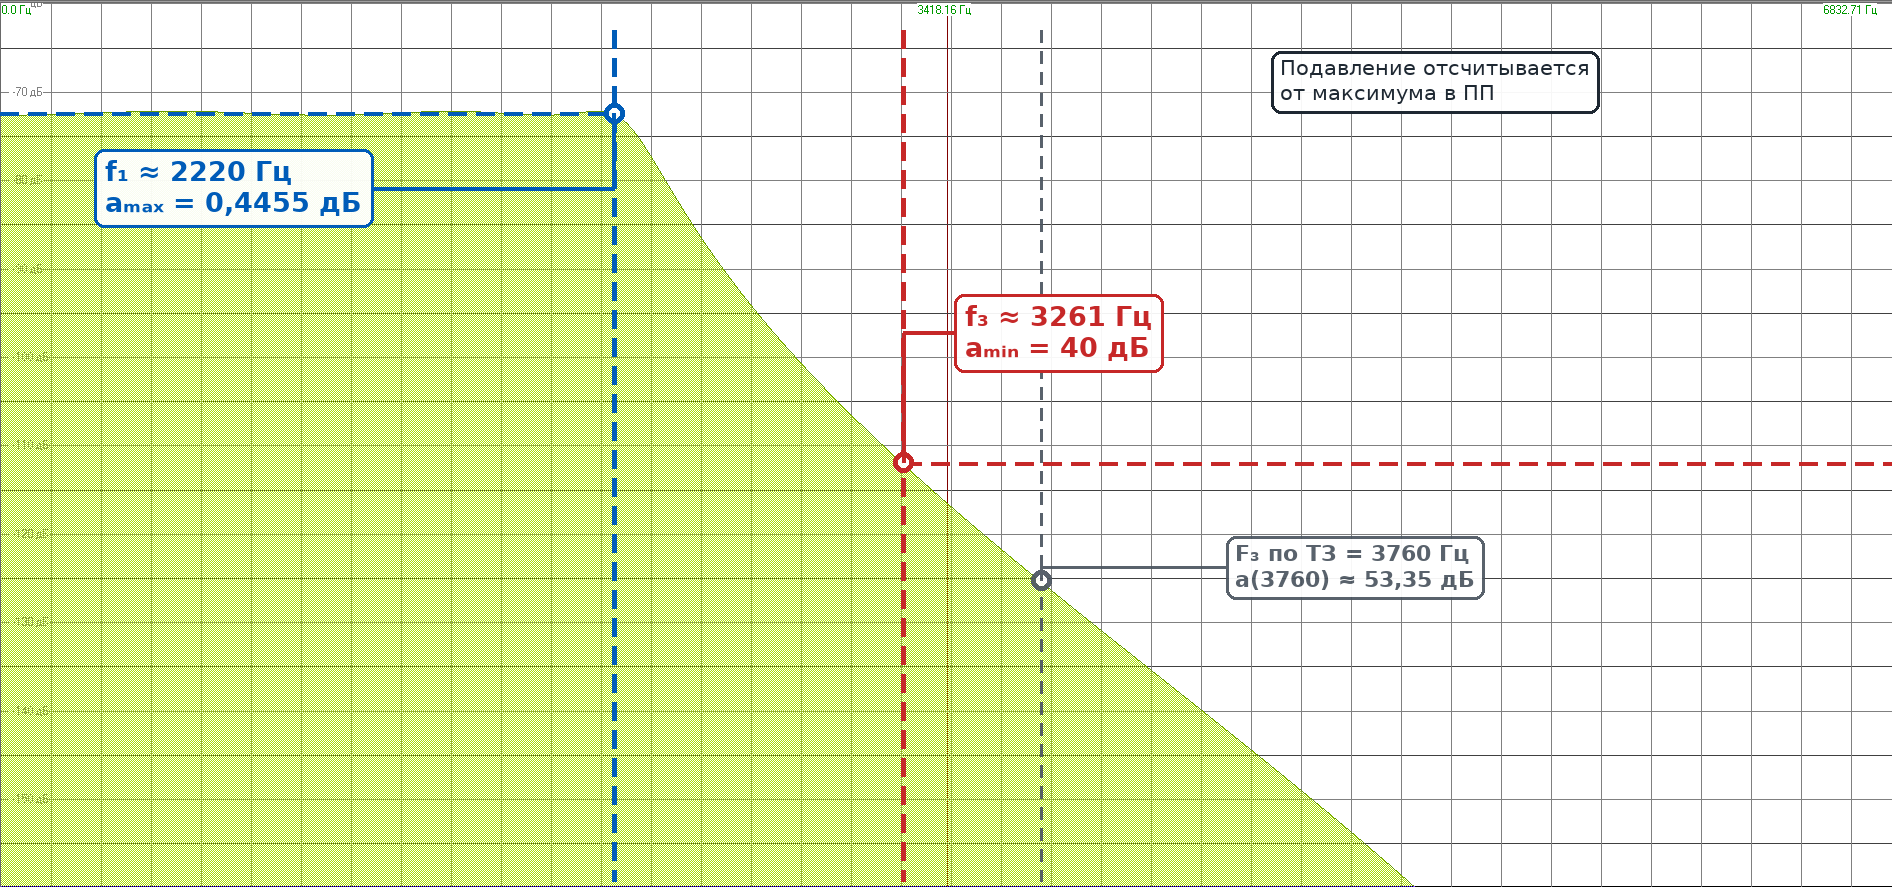 0.0 Гц
3418.16 Гц
6832.71 Гц
Подавление отсчитывается
от максимума в ПП
-70 дБ
f₁ ≈ 2220 Гц
aₘₐₓ = 0,4455 дБ
-80 дБ
-90 дБ
f₃ ≈ 3261 Гц
aₘᵢₙ = 40 дБ
-100 дБ
-110 дБ
-120 дБ
F₃ по ТЗ = 3760 Гц
a(3760) ≈ 53,35 дБ
-130 дБ
-140 дБ
-150 дБ